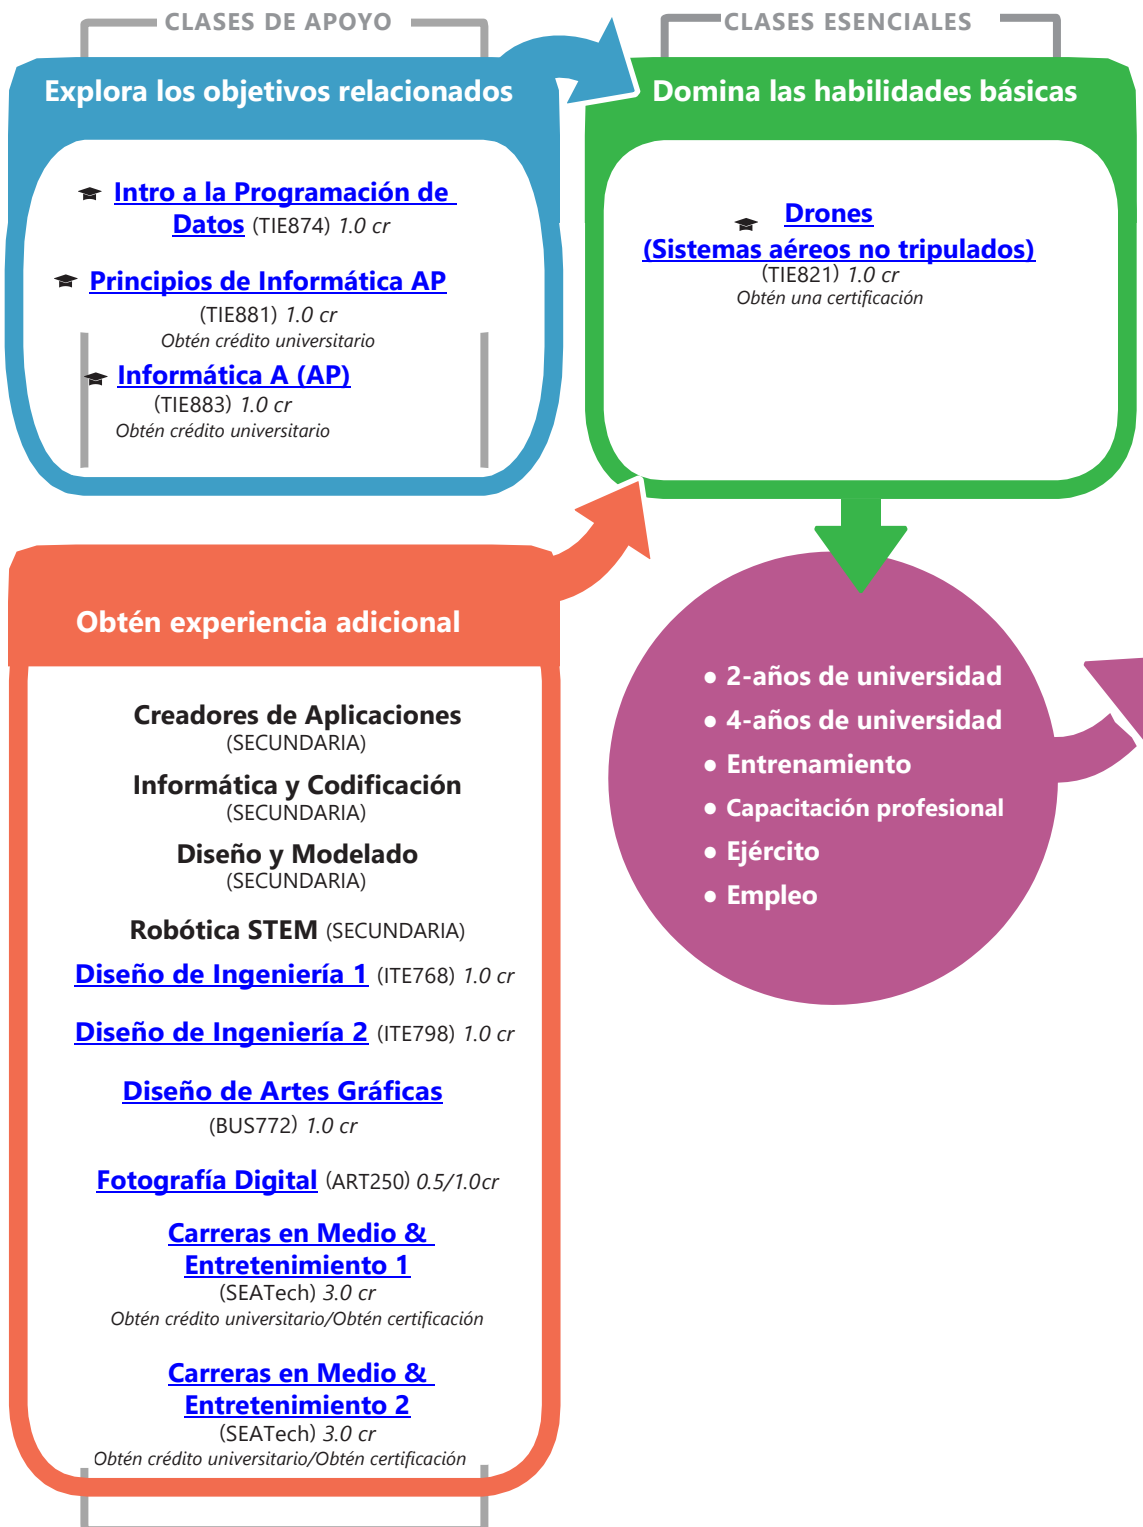 CLASES DE APOYO
Explora los objetivos relacionados
Intro a la Programación de
Datos (TIE874) 1.0 cr
Principios de Informática AP
(TIE881) 1.0 cr
Obtén crédito universitario
Informática A (AP)
(TIE883) 1.0 cr
Obtén crédito universitario
CLASES ESENCIALES
Domina las habilidades básicas
Drones
(Sistemas aéreos no tripulados)
(TIE821) 1.0 cr
Obtén una certificación
Obtén experiencia adicional
Creadores de Aplicaciones
(SECUNDARIA)
Informática y Codificación
(SECUNDARIA)
Diseño y Modelado
(SECUNDARIA)
Robótica STEM (SECUNDARIA)
Diseño de Ingeniería 1 (ITE768) 1.0 cr
Diseño de Ingeniería 2 (ITE798) 1.0 cr
Diseño de Artes Gráficas
(BUS772) 1.0 cr
Fotografía Digital (ART250) 0.5/1.0cr
Carreras en Medio &
Entretenimiento 1
(SEATech) 3.0 cr
Obtén crédito universitario/Obtén certificación
Carreras en Medio &
Entretenimiento 2
(SEATech) 3.0 cr
Obtén crédito universitario/Obtén certificación
● 2-años de universidad
● 4-años de universidad
● Entrenamiento
● Capacitación profesional
● Ejército
● Empleo